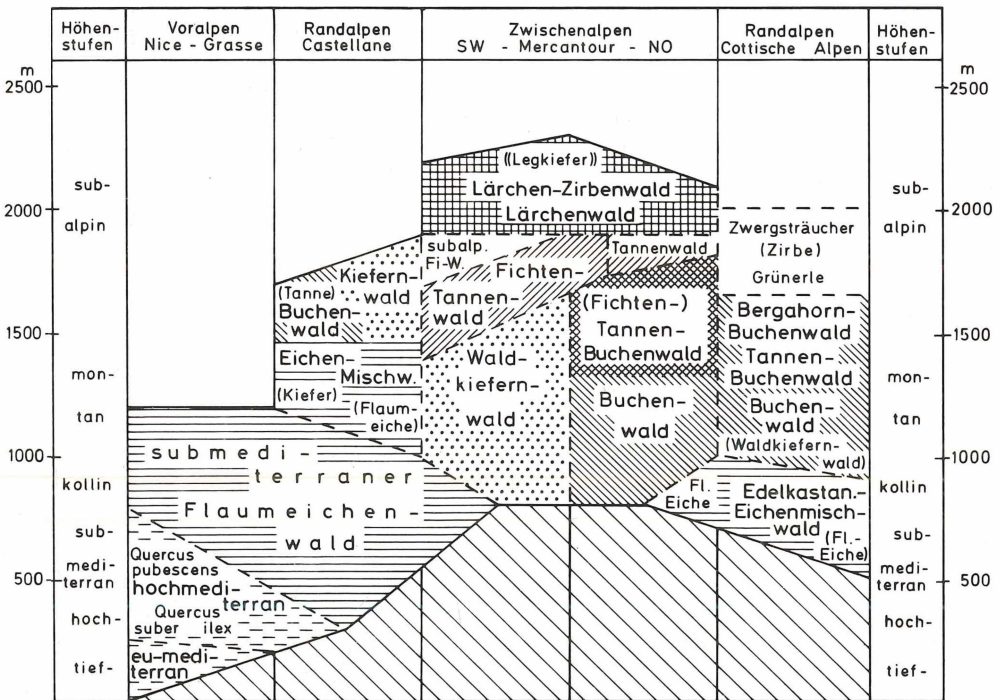 Höhen-
stufen
Voralpen
Nice - Grasse
Randalpen
Castellane
Zwischenalpen
SW - Mercantour - NO
Randalpen
Cottische Alpen
Höhen-
stufen
m
2500
2000
1500
1000
500
sub-
alpin
mon-
tan
kollin
sub-
medi-
terran
hoch-
tief-
submedi-
terraner
Flaumeichen-
wald
Quercus
pubescens
hochmedi-
terran
Quercus
suber ilex
eu-medi-
terran
Kiefern-
wald
(Tanne)
Buchen-
wald
Eichen-
Mischw.
(Kiefer)
(Flaum-
eiche)
((Legkiefer))
Lärchen-Zirbenwald
Lärchenwald
subalp.
Fi-W
Fichten-
Tannen-
wald
Tannenwald
Wald-
kiefern-
wald
(Fichten-)
Tannen-
Buchenwald
Buchen-
wald
Fl.
Eiche
Zwergsträucher
(Zirbe)
Grünerle
Bergahorn-
Buchenwald
Tannen-
Buchenwald
Buchen-
wald
(Waldkiefern-
wald)
Edelkastan.-
Eichenmisch-
wald
(Fl.-
Eiche)
m
2500
2000
1500
1000
500
sub-
alpin
mon-
tan
kollin
sub-
medi-
terran
hoch-
tief-